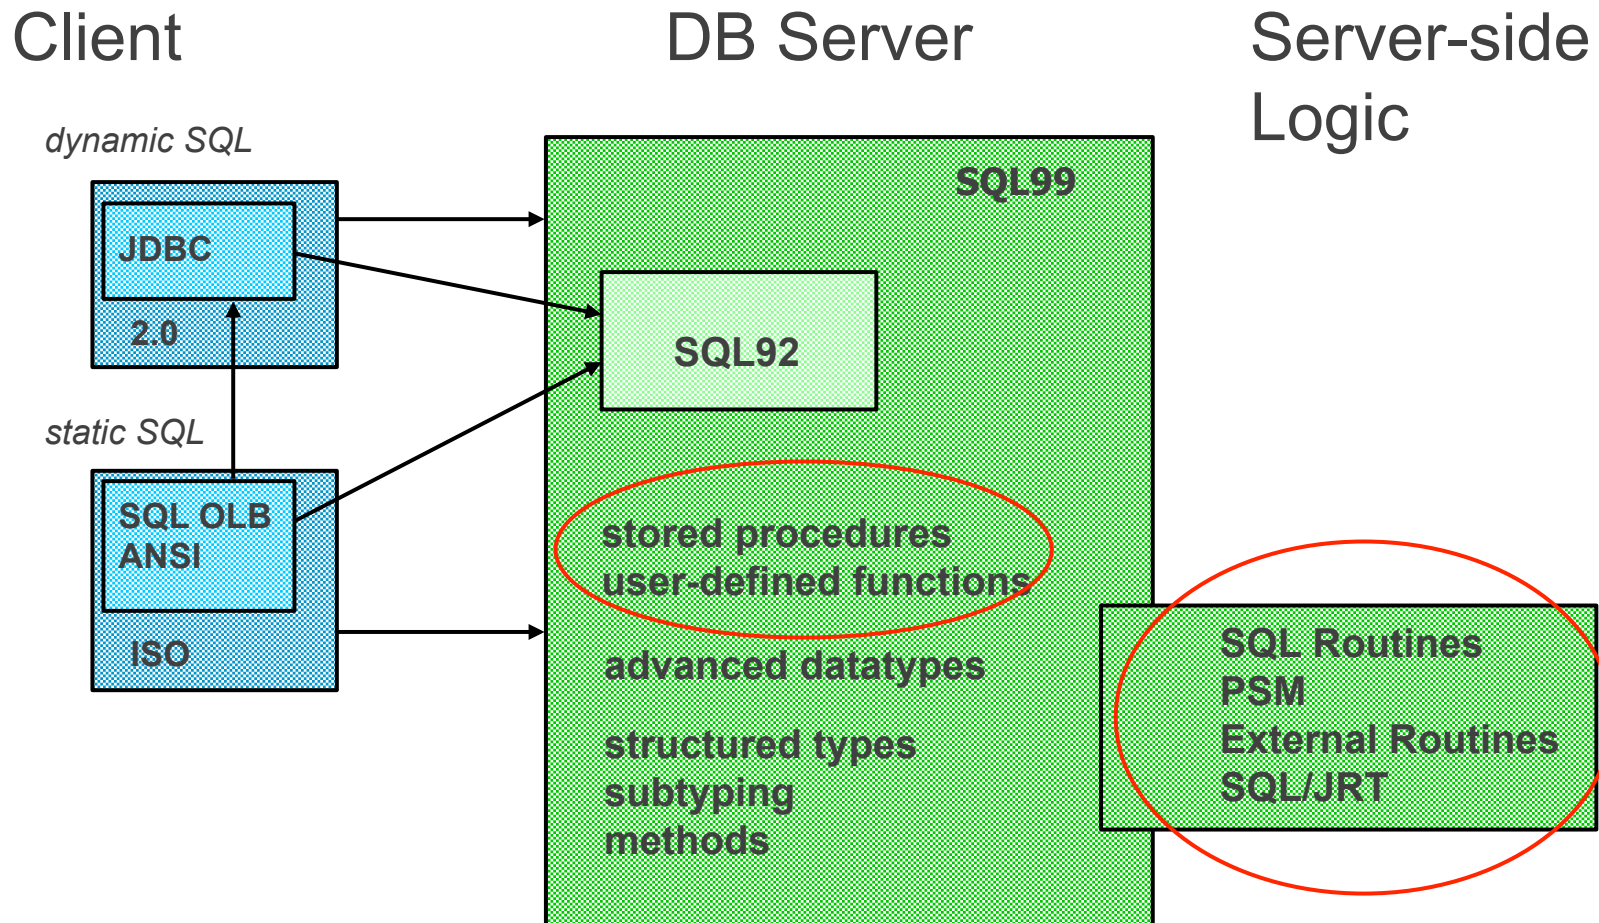 Client
DB Server
Server-side
Logic
dynamic SQL
JDBC
2.0
static SQL
SQL OLB
ANSI
ISO
SQL99
SQL92
stored procedures
user-defined functions
advanced datatypes
structured types
subtyping
methods
SQL Routines
PSM
External Routines
SQL/JRT